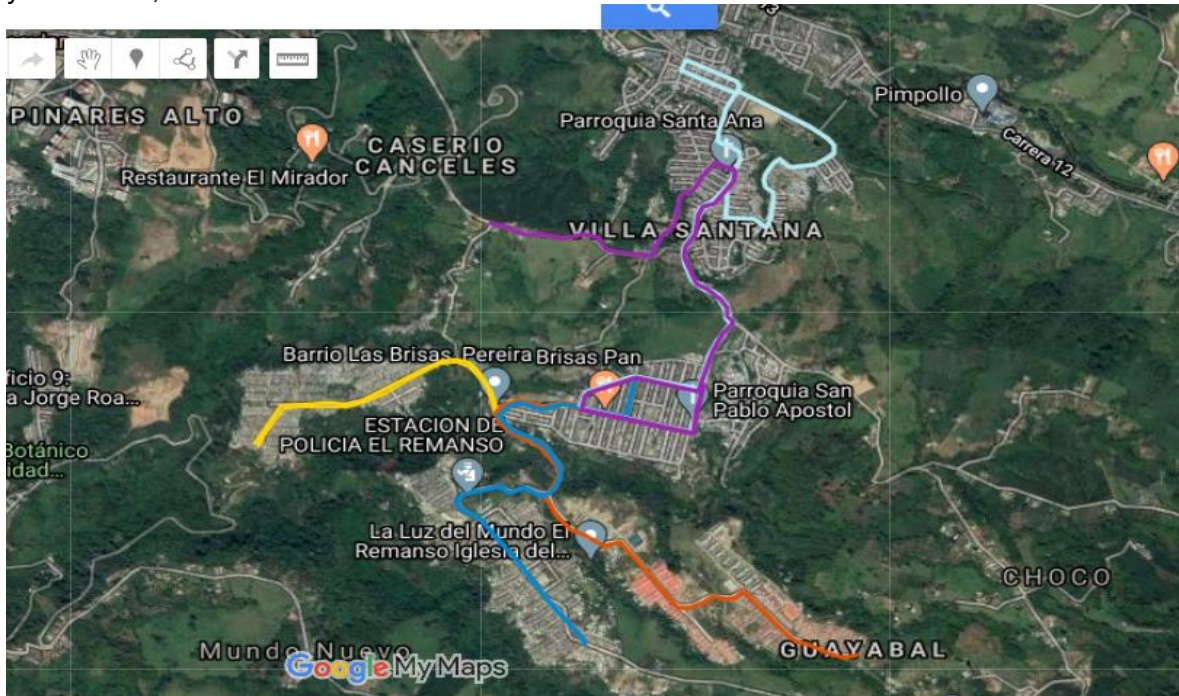 PINARES ALTO
Restaurante El Mirador
CASERIO
CANCELES
Parroquia Santa Ana
Pimpollo
Carrera 12
VILLA SANTANA
Barrio Las Brisas Pereira
Brisas Pan
Parroquia San
Pablo Apostol
ficio 9:
a Jorge Roa...
ESTACION DE
POLICIA EL REMANSO
Botánico
idad...
La Luz del Mundo El
Remanso Iglesia del...
CHOCO
GUAYABAL
Mundo Nuevo
Google My Maps